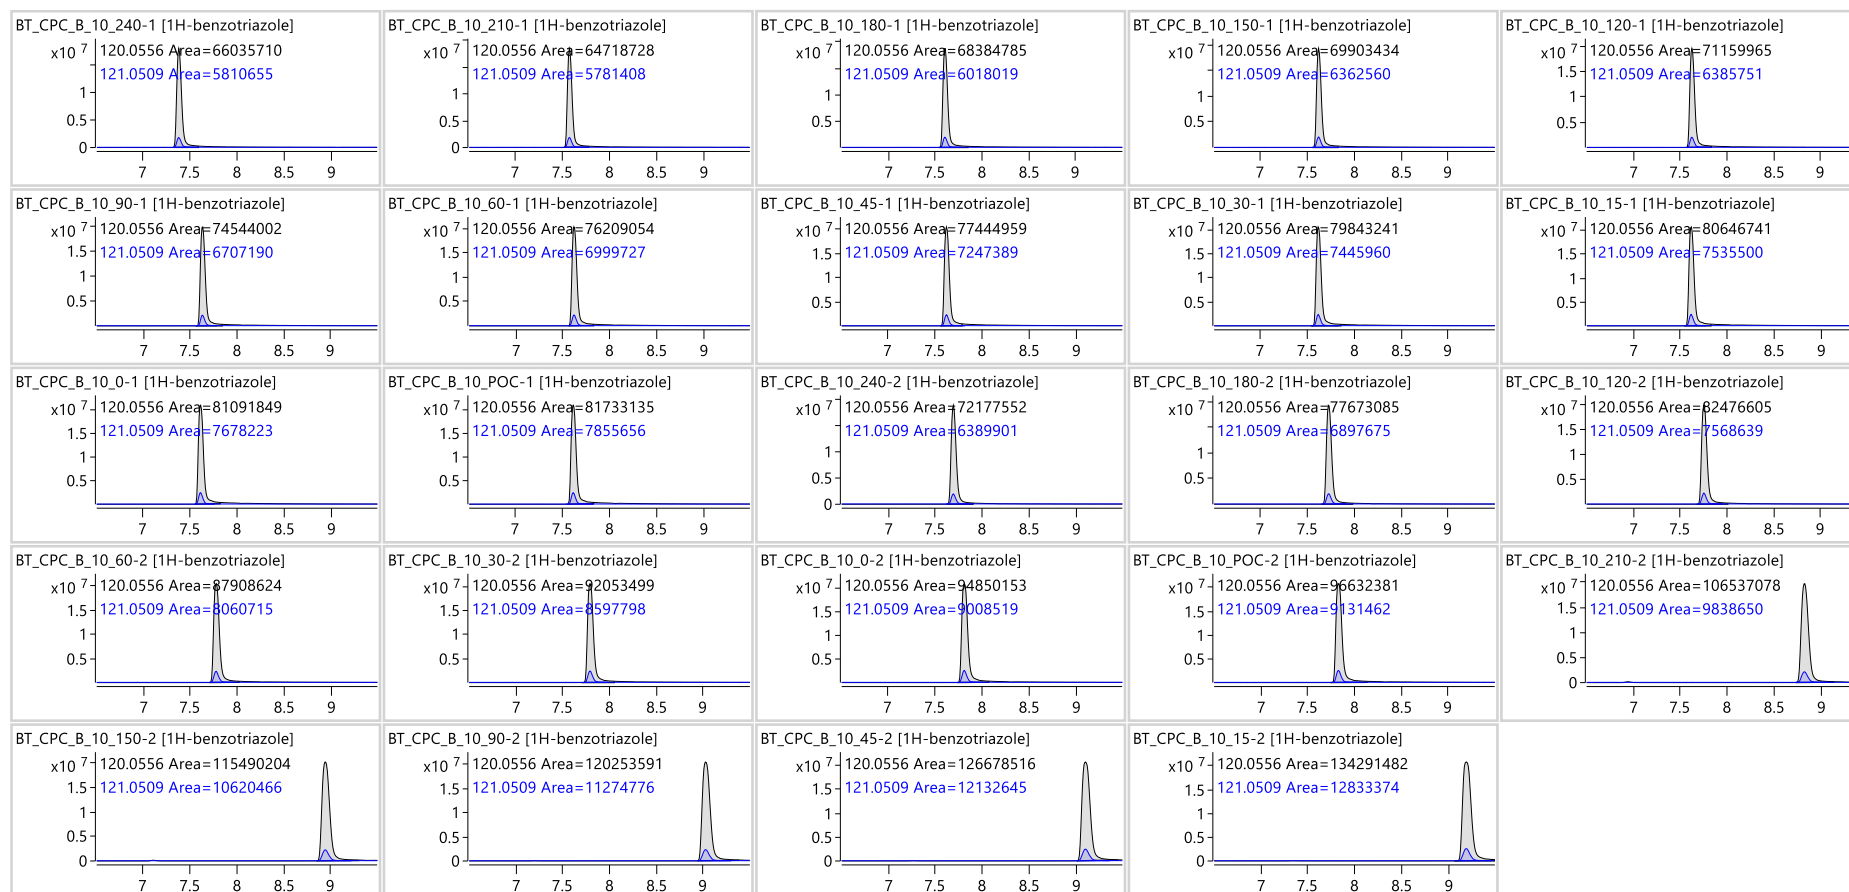 BT_CPC_B_10_240-1 [1H-benzotriazole]
x10 7
120.0556 Area=66035710
121.0509 Area=5810655
1
0.5
0
7 7.5 8 8.5 9
BT_CPC_B_10_210-1 [1H-benzotriazole]
x10 7
120.0556 Area=64718728
121.0509 Area=5781408
1
0.5
0
7 7.5 8 8.5 9
BT_CPC_B_10_180-1 [1H-benzotriazole]
x10 7
120.0556 Area=68384785
121.0509 Area=6018019
1
0.5
7 7.5 8 8.5 9
BT_CPC_B_10_150-1 [1H-benzotriazole]
x10 7
120.0556 Area=69903434
121.0509 Area=6362560
1
0.5
7 7.5 8 8.5 9
BT_CPC_B_10_120-1 [1H-benzotriazole]
x10 7
120.0556 Area=71159965
121.0509 Area=6385751
1.5
1
0.5
7 7.5 8 8.5 9
BT_CPC_B_10_90-1 [1H-benzotriazole]
x10 7
120.0556 Area=74544002
121.0509 Area=6707190
1.5
1
0.5
7 7.5 8 8.5 9
BT_CPC_B_10_60-1 [1H-benzotriazole]
x10 7
120.0556 Area=76209054
121.0509 Area=6999727
1.5
1
0.5
7 7.5 8 8.5 9
BT_CPC_B_10_45-1 [1H-benzotriazole]
x10 7
120.0556 Area=77444959
121.0509 Area=7247389
1.5
1
0.5
7 7.5 8 8.5 9
BT_CPC_B_10_30-1 [1H-benzotriazole]
x10 7
120.0556 Area=79843241
121.0509 Area=7445960
1.5
1
0.5
7 7.5 8 8.5 9
BT_CPC_B_10_15-1 [1H-benzotriazole]
x10 7
120.0556 Area=80646741
121.0509 Area=7535500
1.5
1
0.5
7 7.5 8 8.5 9
BT_CPC_B_10_0-1 [1H-benzotriazole]
x10 7
120.0556 Area=81091849
121.0509 Area=7678223
1.5
1
0.5
7 7.5 8 8.5 9
BT_CPC_B_10_POC-1 [1H-benzotriazole]
x10 7
120.0556 Area=81733135
121.0509 Area=7855656
1.5
1
0.5
7 7.5 8 8.5 9
BT_CPC_B_10_240-2 [1H-benzotriazole]
x10 7
120.0556 Area=72177552
121.0509 Area=6389901
1
0.5
0
7 7.5 8 8.5 9
BT_CPC_B_10_180-2 [1H-benzotriazole]
x10 7
120.0556 Area=77673085
121.0509 Area=6897675
1
0.5
7 7.5 8 8.5 9
BT_CPC_B_10_120-2 [1H-benzotriazole]
x10 7
120.0556 Area=82476605
121.0509 Area=7568639
1.5
1
0.5
7 7.5 8 8.5 9
BT_CPC_B_10_60-2 [1H-benzotriazole]
x10 7
120.0556 Area=87908624
121.0509 Area=8060715
1.5
1
0.5
7 7.5 8 8.5 9
BT_CPC_B_10_30-2 [1H-benzotriazole]
x10 7
120.0556 Area=92053499
121.0509 Area=8597798
1.5
1
0.5
7 7.5 8 8.5 9
BT_CPC_B_10_0-2 [1H-benzotriazole]
x10 7
120.0556 Area=94850153
121.0509 Area=9008519
1.5
1
0.5
7 7.5 8 8.5 9
BT_CPC_B_10_POC-2 [1H-benzotriazole]
x10 7
120.0556 Area=96632381
121.0509 Area=9131462
1.5
1
0.5
7 7.5 8 8.5 9
BT_CPC_B_10_210-2 [1H-benzotriazole]
x10 7
120.0556 Area=106537078
121.0509 Area=9838650
1.5
1
0.5
0
7 7.5 8 8.5 9
BT_CPC_B_10_150-2 [1H-benzotriazole]
x10 7
120.0556 Area=115490204
121.0509 Area=10620466
1.5
1
0.5
0
7 7.5 8 8.5 9
BT_CPC_B_10_90-2 [1H-benzotriazole]
x10 7
120.0556 Area=120253591
121.0509 Area=11274776
1.5
1
0.5
0
7 7.5 8 8.5 9
BT_CPC_B_10_45-2 [1H-benzotriazole]
x10 7
120.0556 Area=126678516
121.0509 Area=12132645
1.5
1
0.5
0
7 7.5 8 8.5 9
BT_CPC_B_10_15-2 [1H-benzotriazole]
x10 7
120.0556 Area=134291482
121.0509 Area=12833374
1.5
1
0.5
0
7 7.5 8 8.5 9